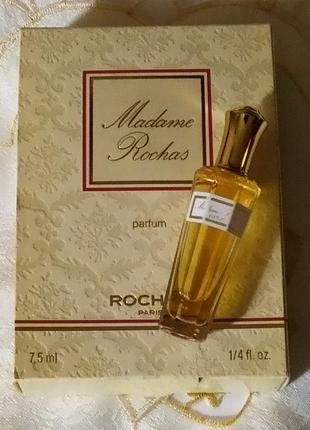 Madame
Rochas
parfum
ROCH
PARIS
7,5 ml
1/4 fl. oz.